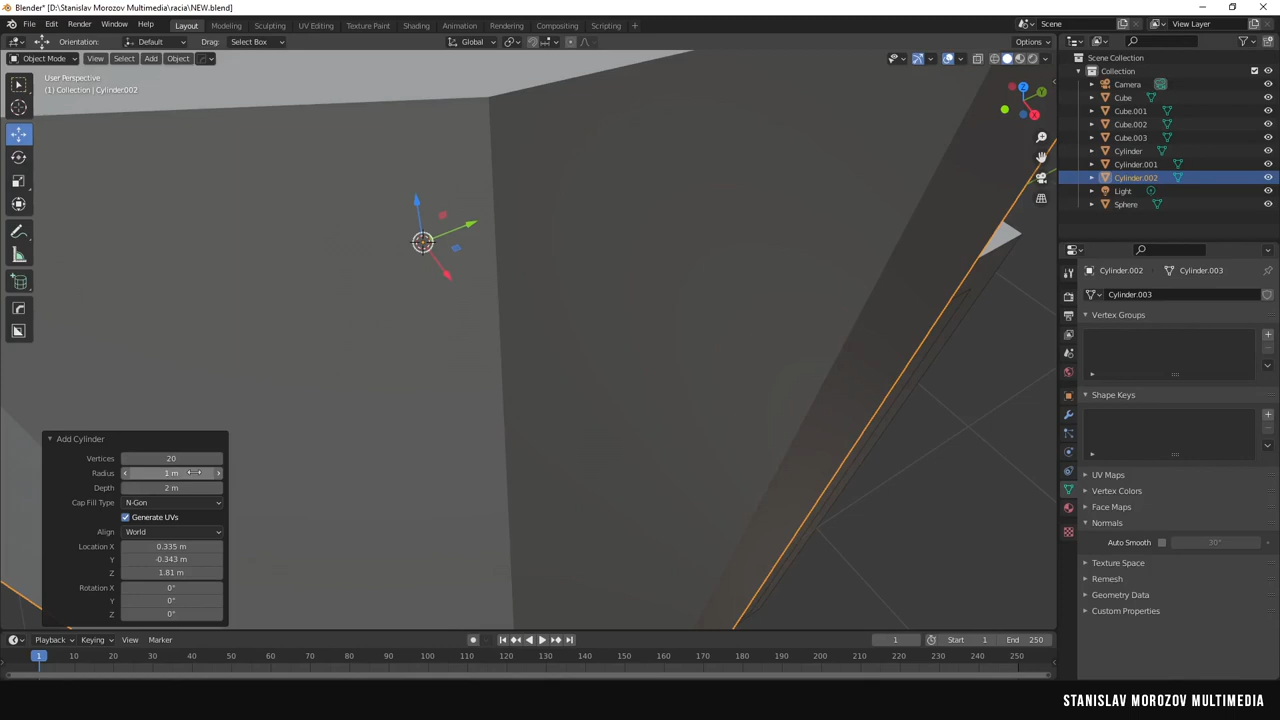 Blender* [D:\Stanislav Morozov Multimedia\racia\NEW.blend]
File Edit Render Window Help Layout Modeling Sculpting UV Editing Texture Paint Shading Animation Rendering Compositing Scripting + Scene View Layer
Orientation: Default Drag: Select Box Global Options
Object Mode View Select Add Object
User Perspective
(1) Collection | Cylinder.002
Z
Y
X
Scene Collection
Collection
Camera
Cube
Cube.001
Cube.002
Cube.003
Cylinder
Cylinder.001
Cylinder.002
Light
Sphere
Cylinder.002 Cylinder.003
Cylinder.003
Vertex Groups
Shape Keys
UV Maps
Vertex Colors
Face Maps
Normals
Auto Smooth 30°
Texture Space
Remesh
Geometry Data
Custom Properties
Add Cylinder
Vertices 20
Radius 1 m
Depth 2 m
Cap Fill Type N-Gon
Generate UVs
Align World
Location X 0.335 m
Y -0.343 m
Z 1.81 m
Rotation X 0°
Y 0°
Z 0°
Playback Keying View Marker 1 Start 1 End 250
1 10 20 30 40 50 60 70 80 90 100 110 120 130 140 150 160 170 180 190 200 210 220 230 240 250
STANISLAV MOROZOV MULTIMEDIA